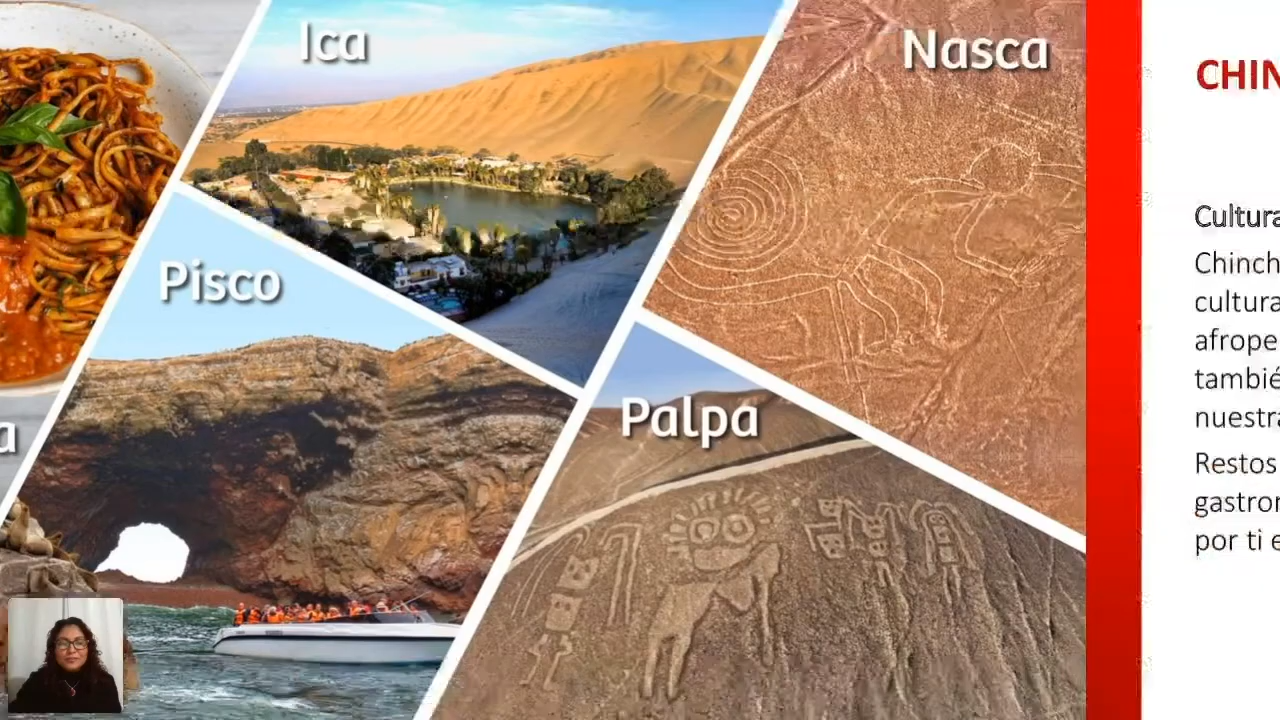 Ica
Nasca
Pisco
Palpa
a
CHIN
Cultura
Chinch
cultura
afrope
tambié
nuestra
Restos
gastron
por ti e